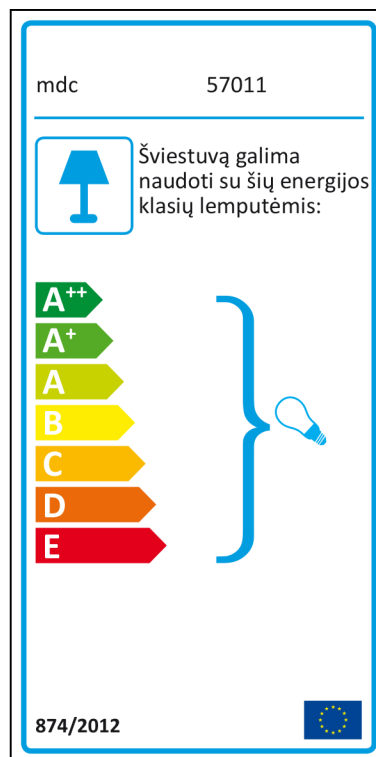 mdc 57011
Šviestuvą galima
naudoti su šių energijos
klasių lemputėmis:
A++
A+
A
B
C
D
E
874/2012